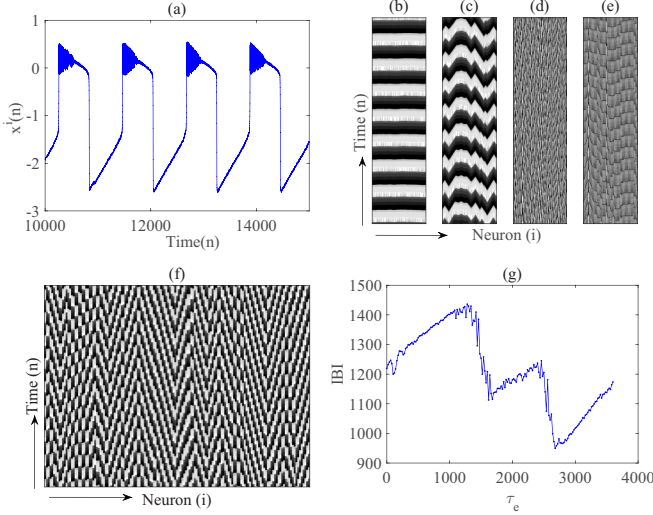 (a)
x^i(n)
1
0
-1
-2
-3
10000 12000 14000
Time(n)
(b) (c) (d) (e)
Time (n)
Neuron (i)
(f)
Time (n)
Neuron (i)
(g)
IBI
1500
1400
1300
1200
1100
1000
900
0 1000 2000 3000 4000
τ_e